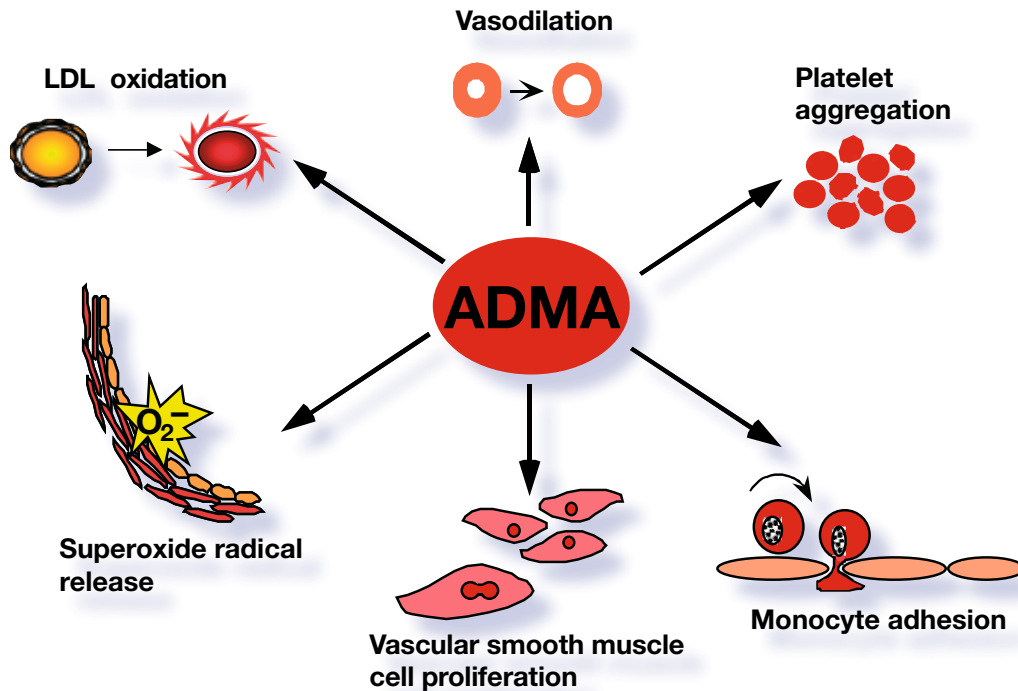 Vasodilation
LDL oxidation
Platelet
aggregation
ADMA
O₂⁻
Superoxide radical
release
Vascular smooth muscle
cell proliferation
Monocyte adhesion